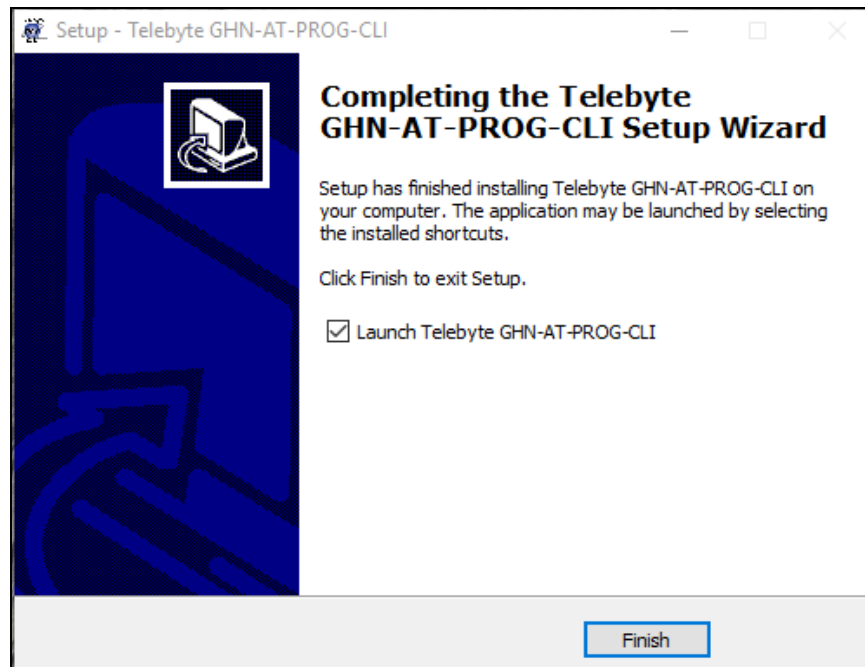 Setup - Telebyte GHN-AT-PROG-CLI
Completing the Telebyte
GHN-AT-PROG-CLI Setup Wizard
Setup has finished installing Telebyte GHN-AT-PROG-CLI on
your computer. The application may be launched by selecting
the installed shortcuts.
Click Finish to exit Setup.
Launch Telebyte GHN-AT-PROG-CLI
Finish